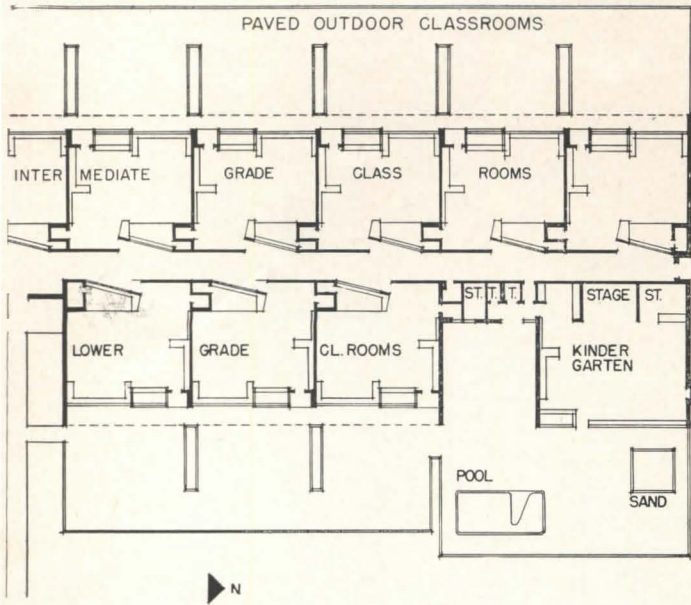 PAVED OUTDOOR CLASSROOMS
INTER MEDIATE GRADE CLASS ROOMS
ST. T. T. STAGE ST.
LOWER GRADE CL. ROOMS
KINDER
GARTEN
POOL
SAND
N